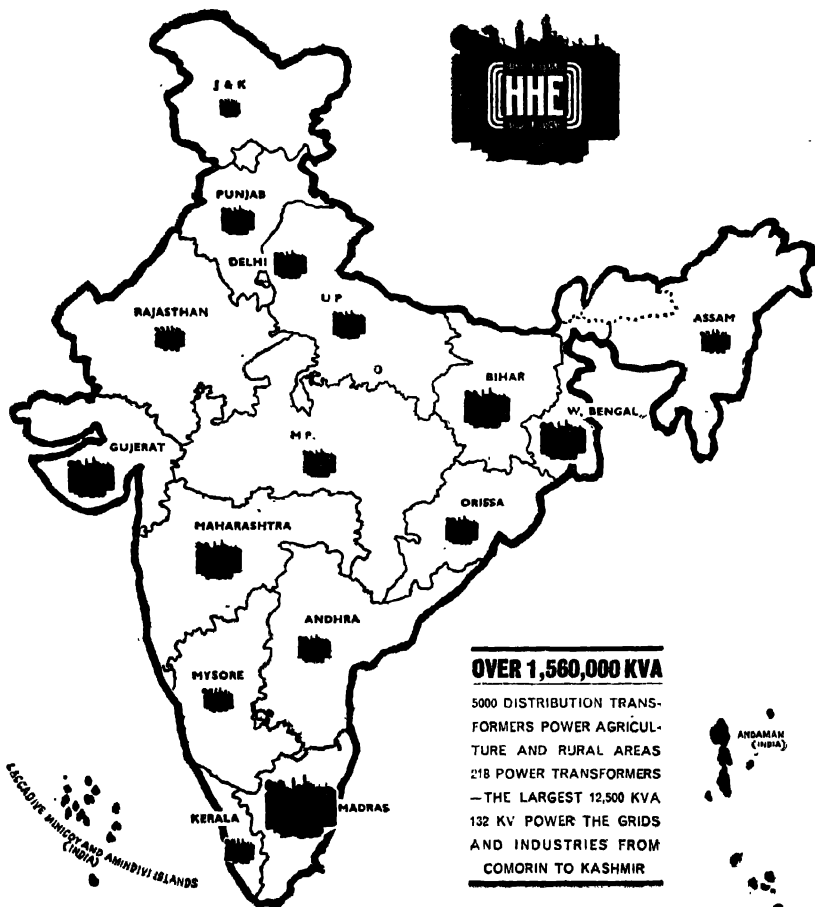 HHE
J & K
PUNJAB
DELHI
U P
RAJASTHAN
ASSAM
BIHAR
W. BENGAL
M P.
GUJERAT
ORISSA
MAHARASHTRA
ANDHRA
MYSORE
OVER 1,560,000 KVA
5000 DISTRIBUTION TRANS-
FORMERS POWER AGRICUL-
TURE AND RURAL AREAS
218 POWER TRANSFORMERS
—THE LARGEST 12,500 KVA
132 KV POWER THE GRIDS
AND INDUSTRIES FROM
COMORIN TO KASHMIR
ANDAMAN
(INDIA)
KERALA
MADRAS
LACCADIVE MINICOY AND AMINDIVI ISLANDS
(INDIA)